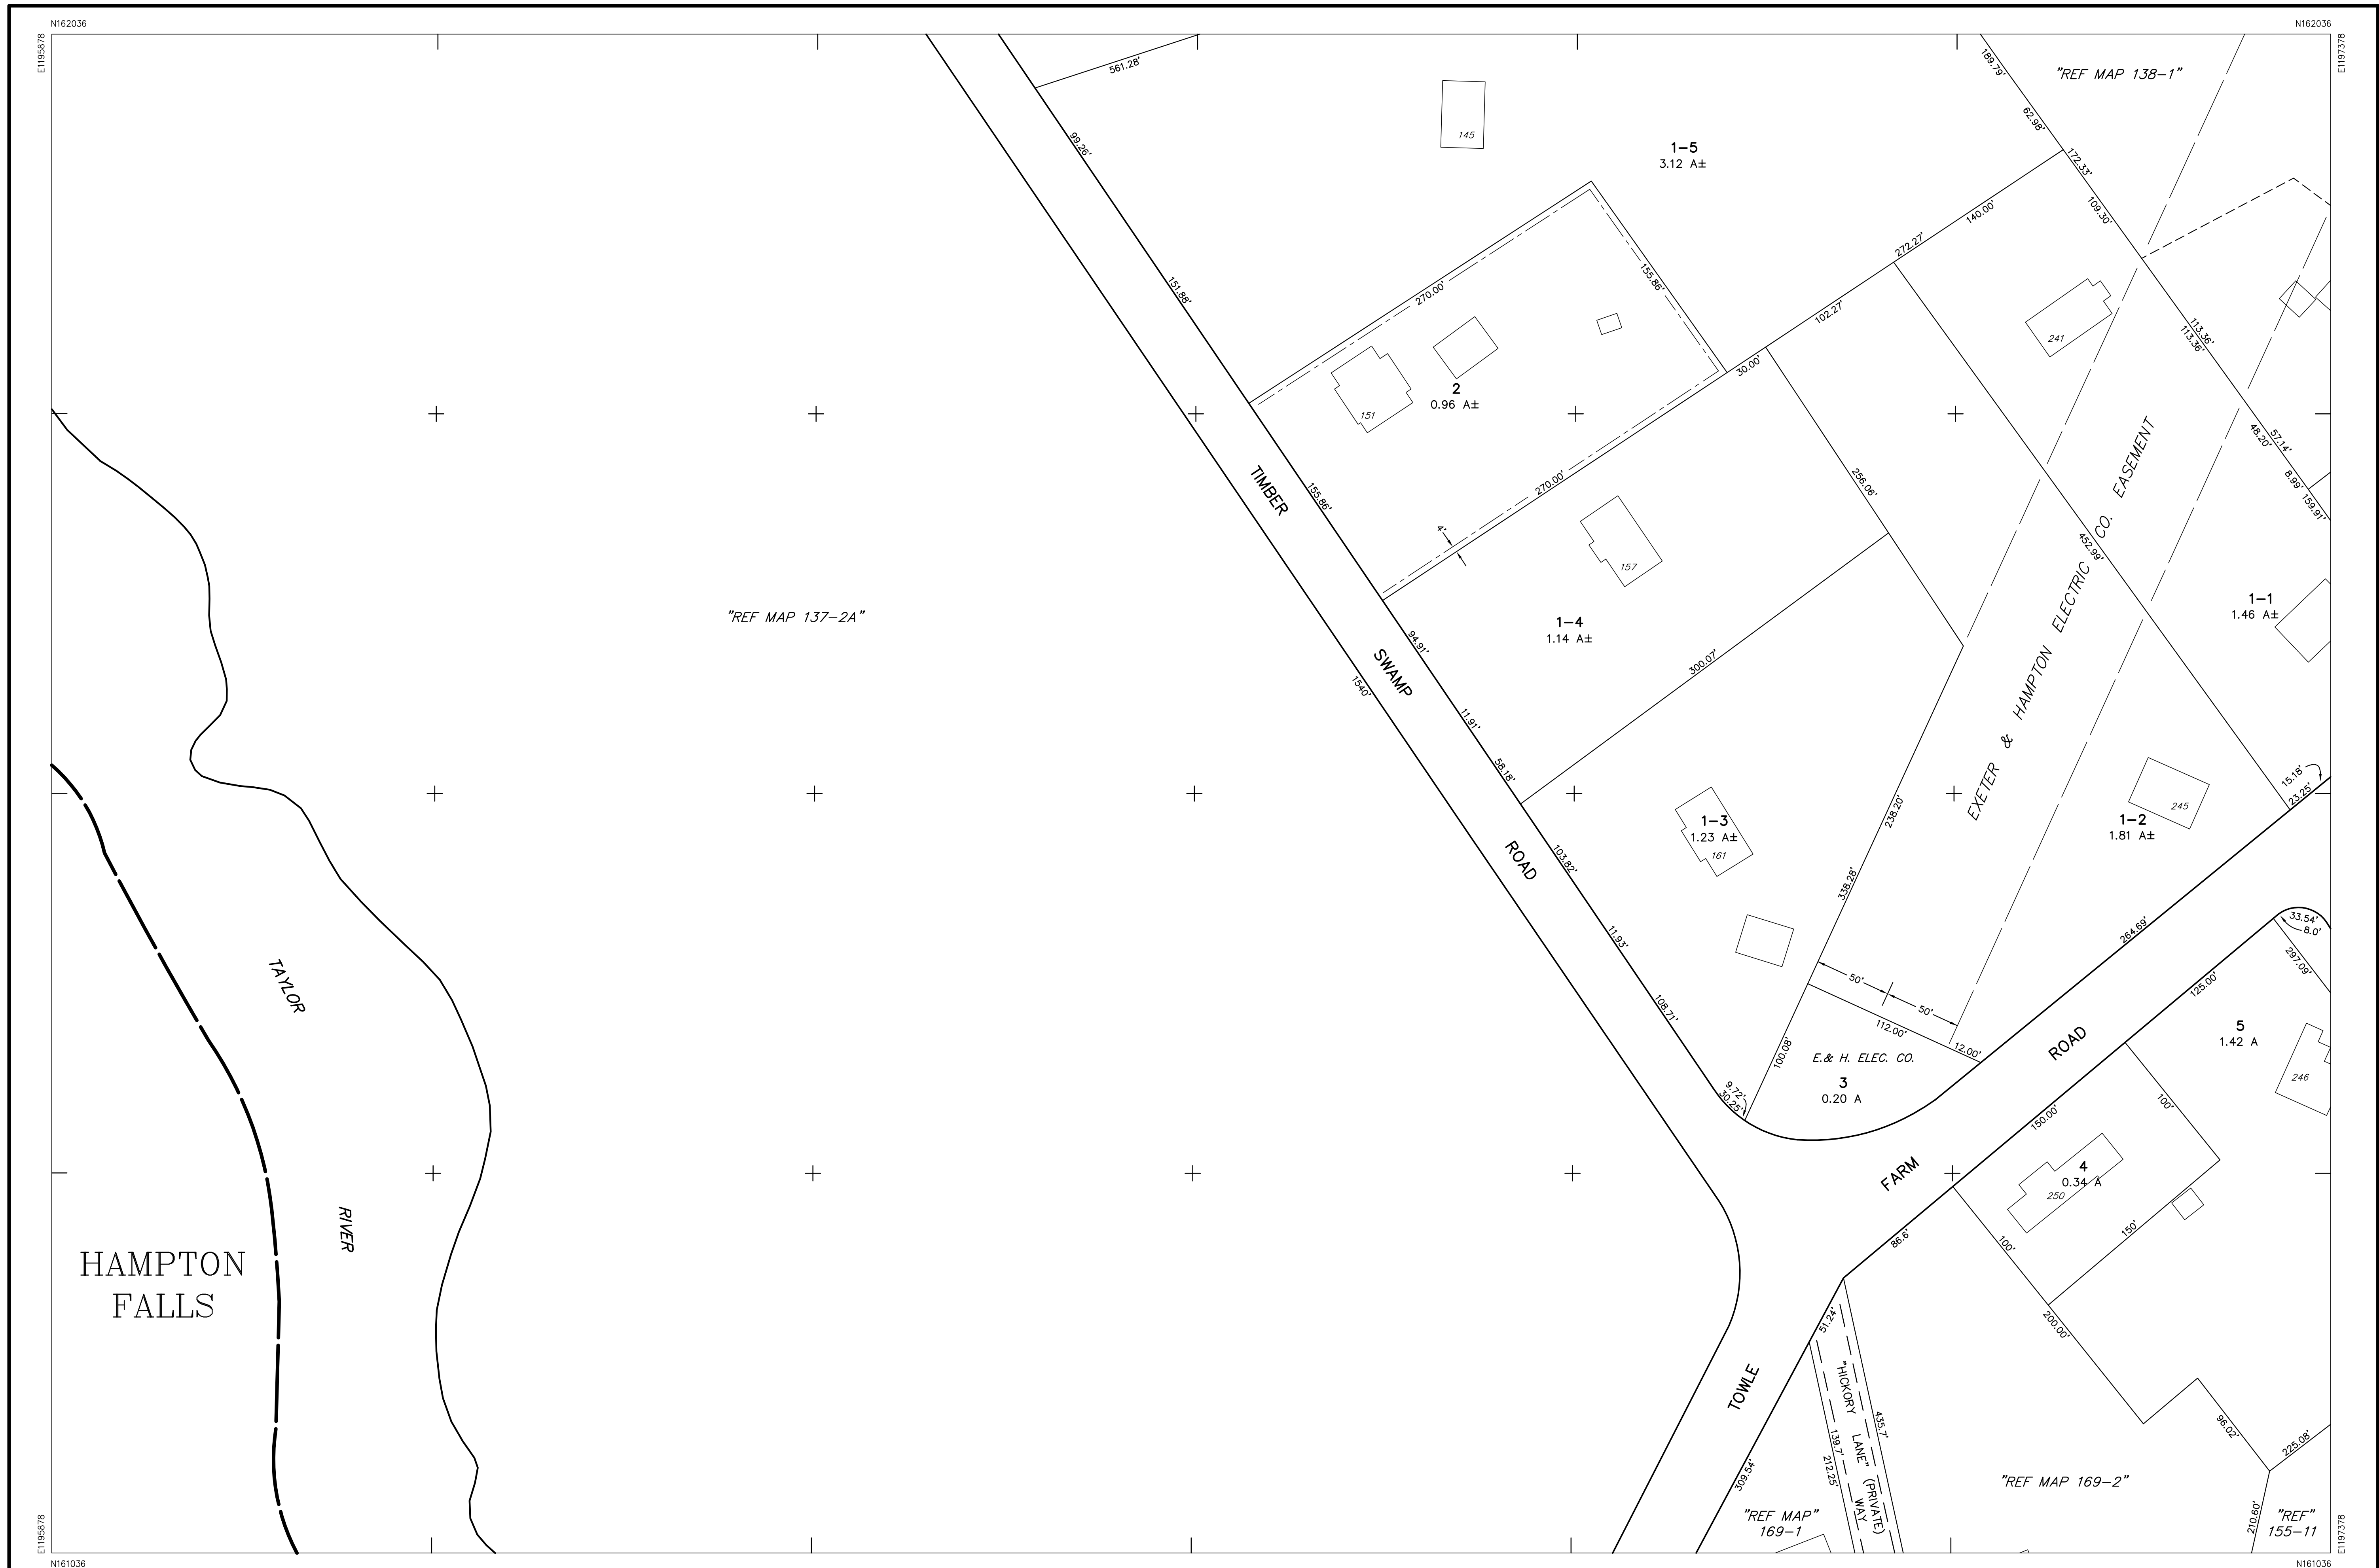 N162036
N162036
E1195878
E1197378
561.28'
99.26'
145
1-5
3.12 A±
189.79'
"REF MAP 138-1"
62.98'
172.33'
109.30'
140.00'
272.27'
102.27'
30.00'
151.88'
270.00'
155.86'
151
2
0.96 A±
241
113.36'
113.36'
57.14'
48.20'
8.99'
159.91'
TIMBER
SWAMP
ROAD
155.86'
270.00'
4'
256.06'
157
1-4
1.14 A±
300.07'
94.91'
1540'
11.91'
58.18'
"REF MAP 137-2A"
452.99'
EXETER & HAMPTON ELECTRIC CO. EASEMENT
1-1
1.46 A±
1-3
1.23 A±
161
103.82'
11.93'
108.71'
238.20'
338.28'
245
1-2
1.81 A±
15.18'
23.25'
264.69'
33.54'
8.0'
297.09'
125.00'
50'
50'
112.00'
12.00'
100.08'
E.& H. ELEC. CO.
3
0.20 A
9.72'
30.25'
TAYLOR
RIVER
HAMPTON
FALLS
TOWLE
FARM
ROAD
5
1.42 A
246
150.00'
100'
4
0.34 A
250
150'
100'
86.6'
200.00'
51.24'
"HICKORY LANE" (PRIVATE)
WAY
435.7'
139.7'
212.25'
309.54'
96.02'
225.08'
210.60'
"REF MAP 169-2"
"REF MAP"
169-1
"REF"
155-11
E1195878
E1197378
N161036
N161036